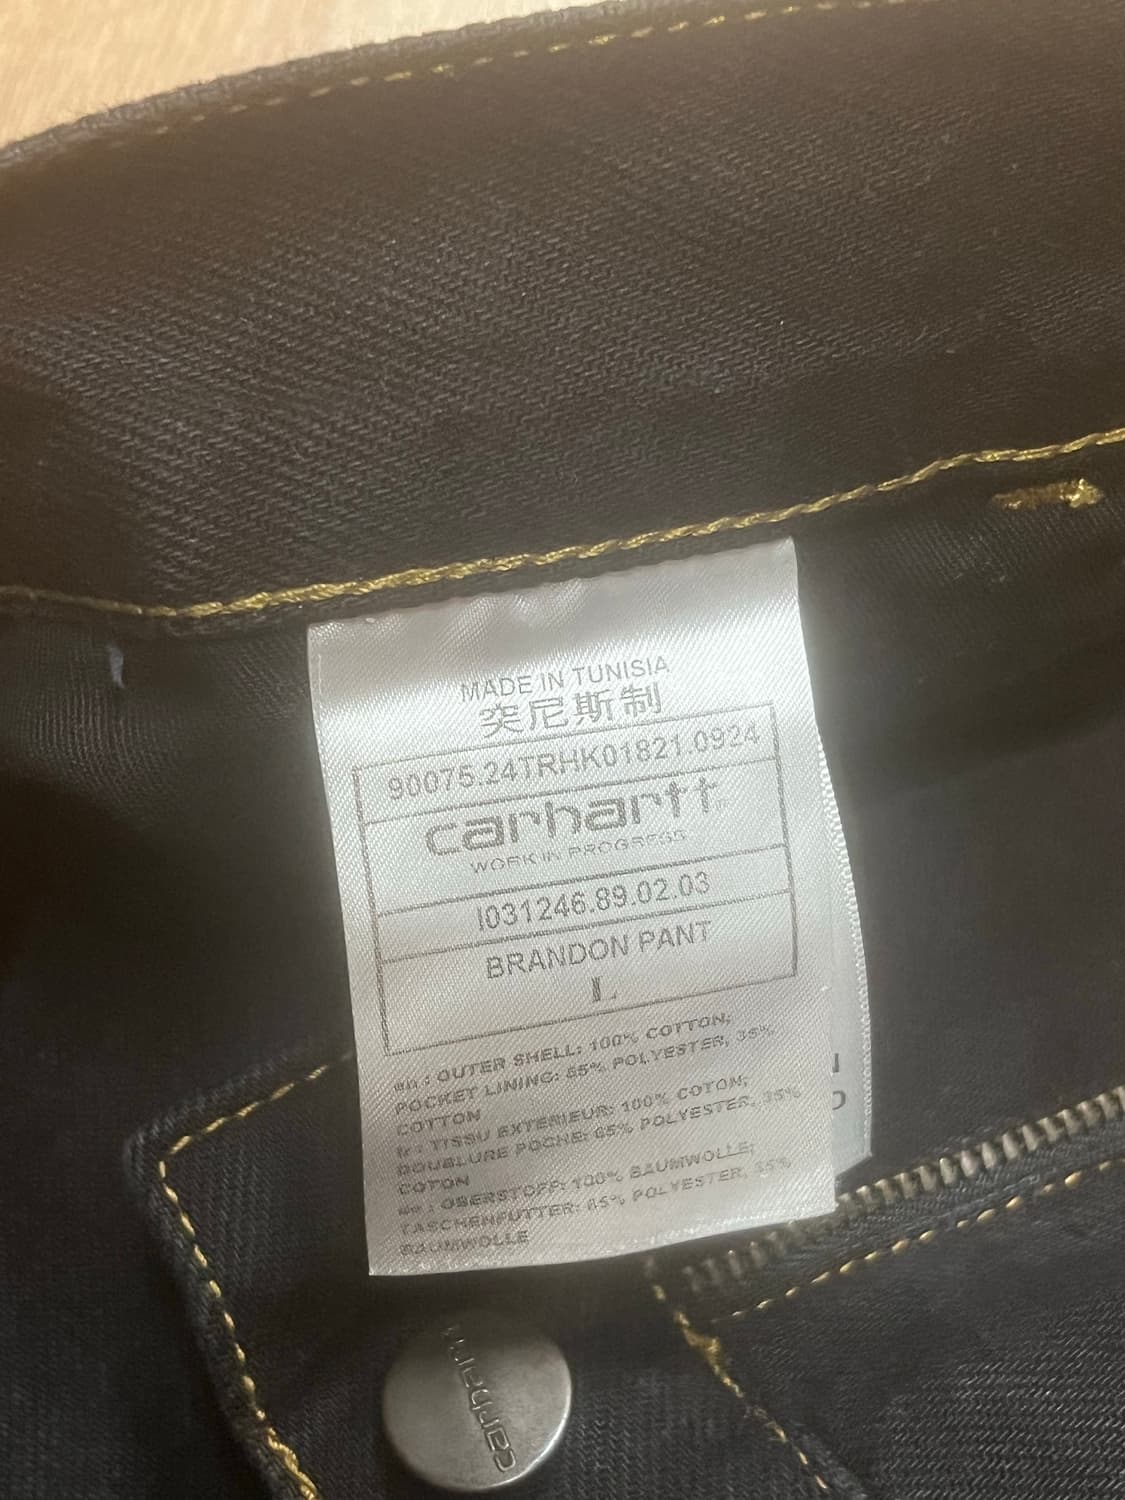 MADE IN TUNISIA
突尼斯制
90075.24TRHK01821.0924
carhartt
WORK IN PROGRESS
I031246.89.02.03
BRANDON PANT
L
en : OUTER SHELL: 100% COTTON;
POCKET LINING: 65% POLYESTER, 35%
COTTON
fr : TISSU EXTERIEUR: 100% COTON;
DOUBLURE POCHE: 65% POLYESTER, 35%
COTON
de : OBERSTOFF: 100% BAUMWOLLE;
TASCHENFUTTER: 65% POLYESTER, 35%
BAUMWOLLE
carhartt